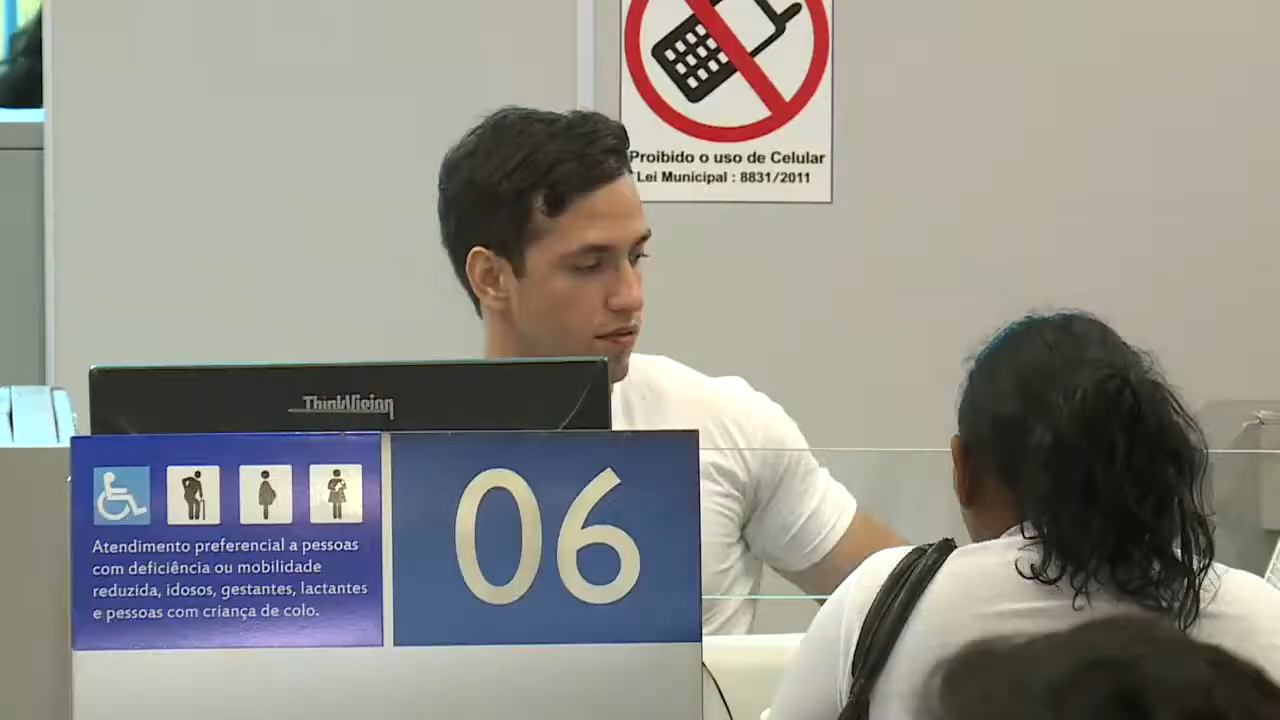 Proibido o uso de Celular
Lei Municipal : 8831/2011
ThinkVision
Atendimento preferencial a pessoas
com deficiência ou mobilidade
reduzida, idosos, gestantes, lactantes
e pessoas com criança de colo.
06